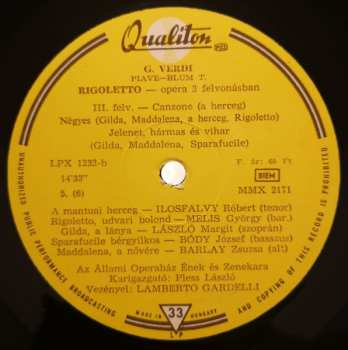 Qualiton
G. VERDI
PIAVE—BLUM T.
RIGOLETTO — opera 3 felvonásban
III. felv. — Canzone (a herceg)
Négyes (Gilda, Maddalena, a herceg, Rigoletto)
Jelenet, hármas és vihar
(Gilda, Maddalena, Sparafucile)
LPX 1233-b
F. ár: 60 Ft
14'33"
BIEM
5. (6)
MMX 2171
A mantuai herceg — ILOSFALVY Róbert (tenor)
Rigoletto, udvari bolond — MELIS György (bar.)
Gilda, a lánya — LÁSZLÓ Margit (szoprán)
Sparafucile bérgyilkos — BÓDY József (basszus)
Maddalena, a nővére — BARLAY Zsuzsa (alt)
Az Állami Operaház Ének és Zenekara
Karigazgató: Pless László
Vezényel: LAMBERTO GARDELLI
UNAUTHORIZED PUBLIC PERFORMANCE BROADCASTING
AND COPYING OF THIS RECORD PROHIBITED
MADE IN
33
HUNGARY
LP